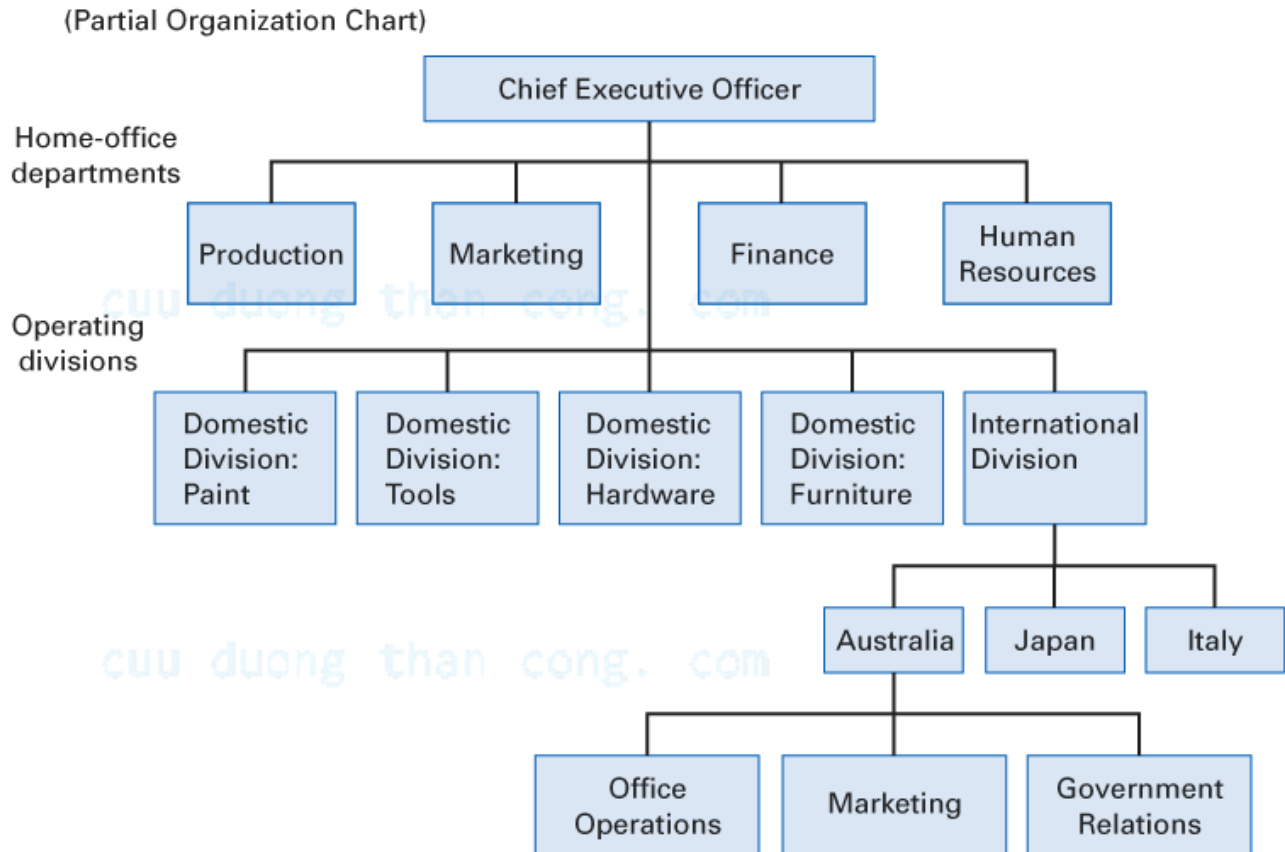 (Partial Organization Chart)
Chief Executive Officer
Home-office
departments
Production
Marketing
Finance
Human
Resources
cuu duong than cong. com
Operating
divisions
Domestic
Division:
Paint
Domestic
Division:
Tools
Domestic
Division:
Hardware
Domestic
Division:
Furniture
International
Division
Australia
Japan
Italy
cuu duong than cong. com
Office
Operations
Marketing
Government
Relations